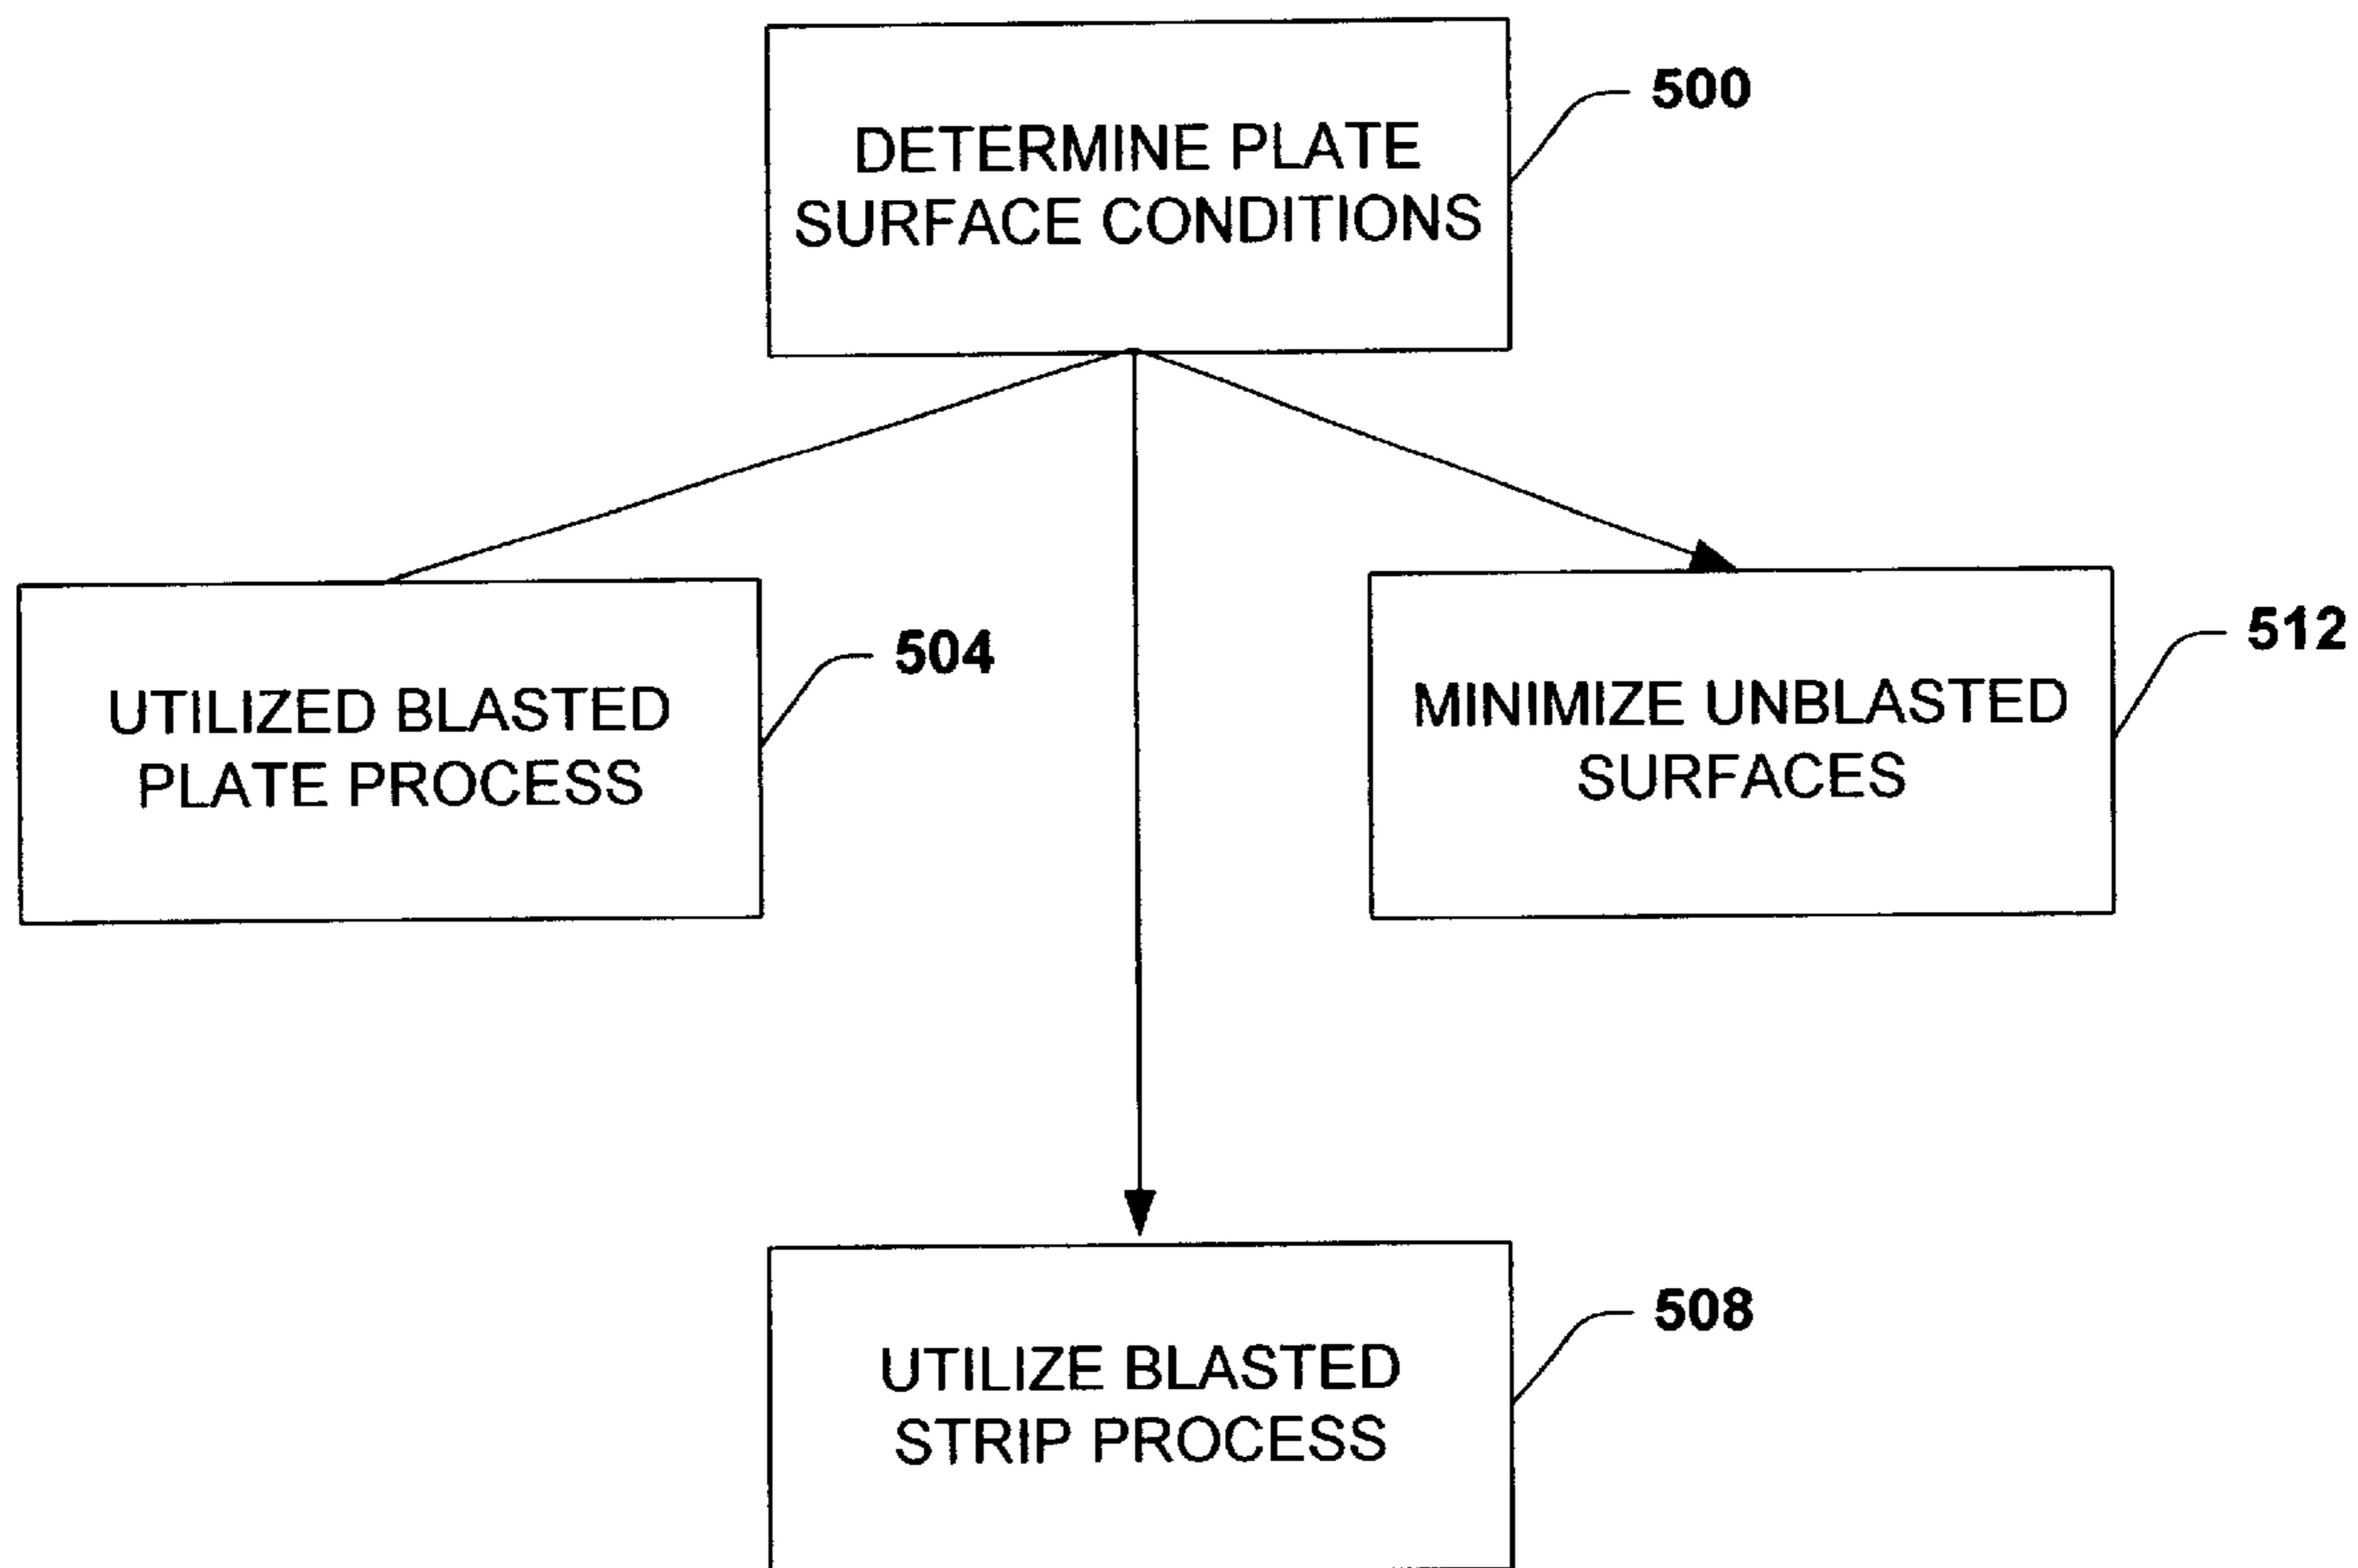 500
DETERMINE PLATE
SURFACE CONDITIONS
504
UTILIZED BLASTED
PLATE PROCESS
512
MINIMIZE UNBLASTED
SURFACES
508
UTILIZE BLASTED
STRIP PROCESS